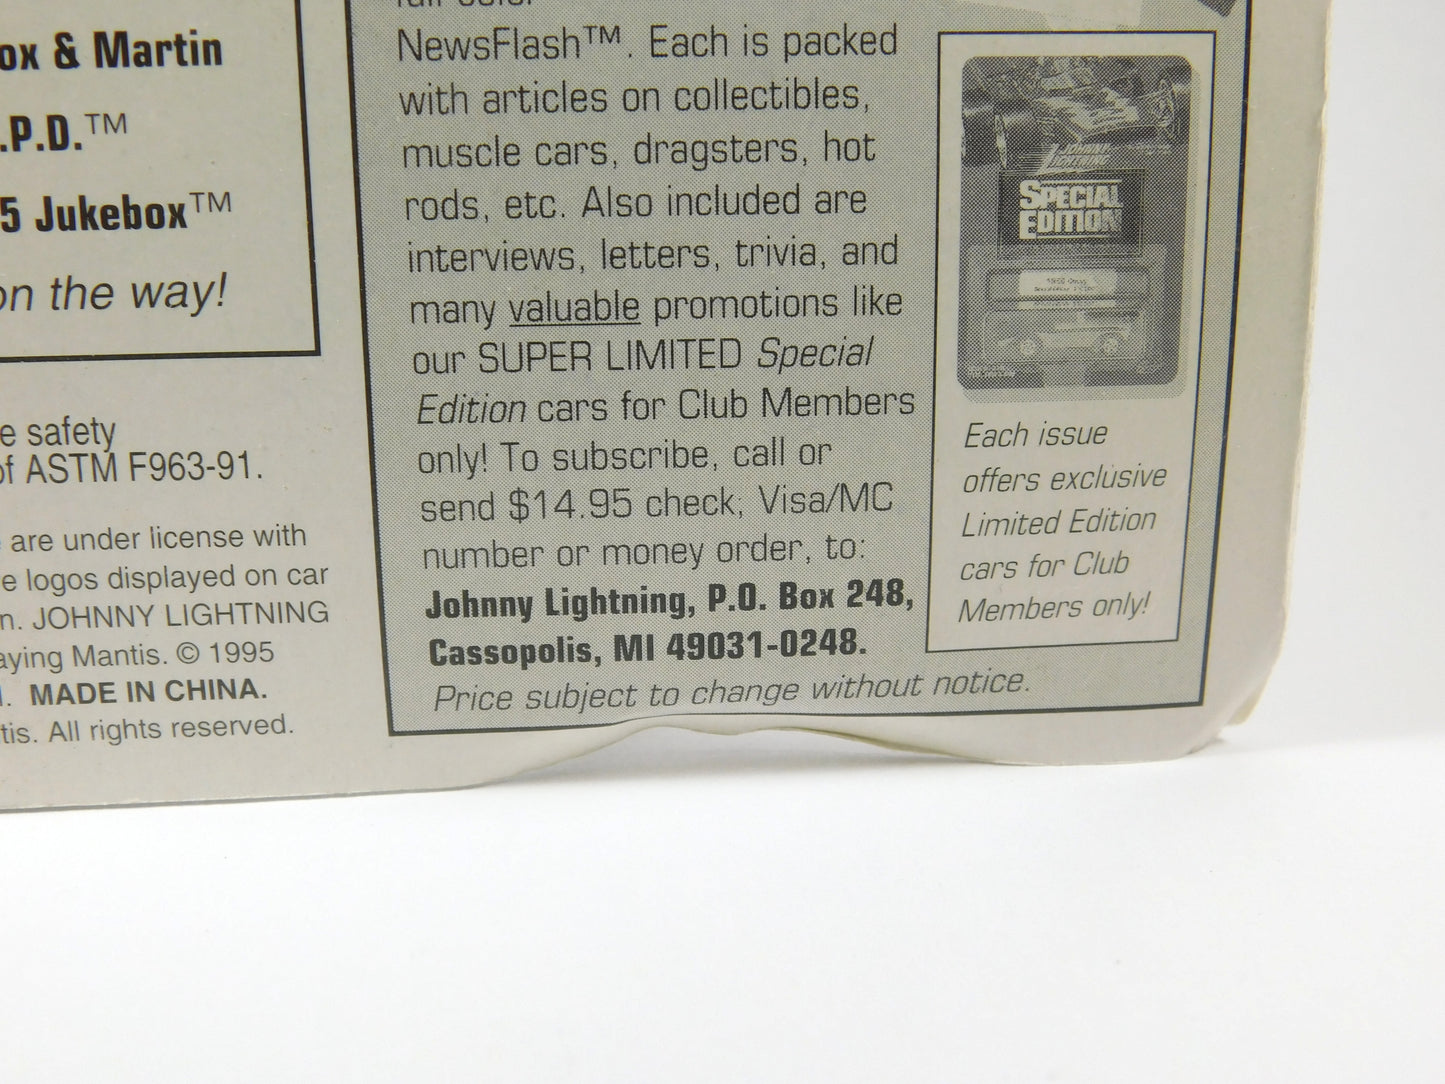 ox & Martin
.P.D.™
5 Jukebox™
on the way!
e safety
of ASTM F963-91.
are under license with
e logos displayed on car
n. JOHNNY LIGHTNING
aying Mantis. © 1995
. MADE IN CHINA.
tis. All rights reserved.
full color
NewsFlash™. Each is packed
with articles on collectibles,
muscle cars, dragsters, hot
rods, etc. Also included are
interviews, letters, trivia, and
many valuable promotions like
our SUPER LIMITED Special
Edition cars for Club Members
only! To subscribe, call or
send $14.95 check, Visa/MC
number or money order, to:
Johnny Lightning, P.O. Box 248,
Cassopolis, MI 49031-0248.
Price subject to change without notice.
JOHNNY
LIGHTNING
SPECIAL
EDITION
Each issue
offers exclusive
Limited Edition
cars for Club
Members only!